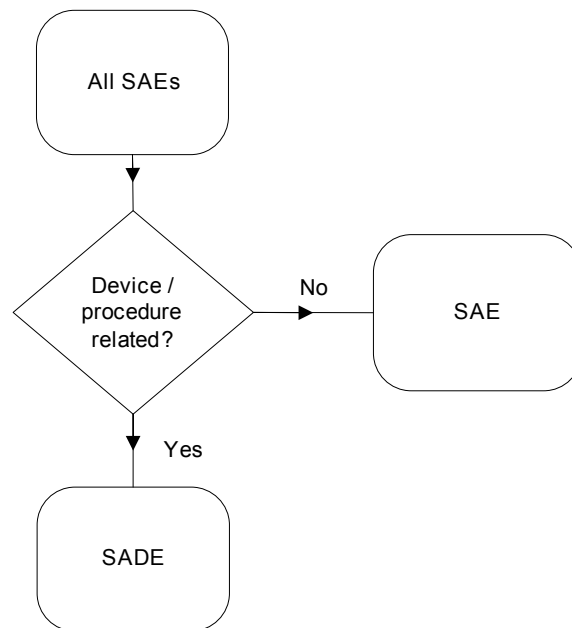 All SAEs
Device /
procedure
related?
No
SAE
Yes
SADE